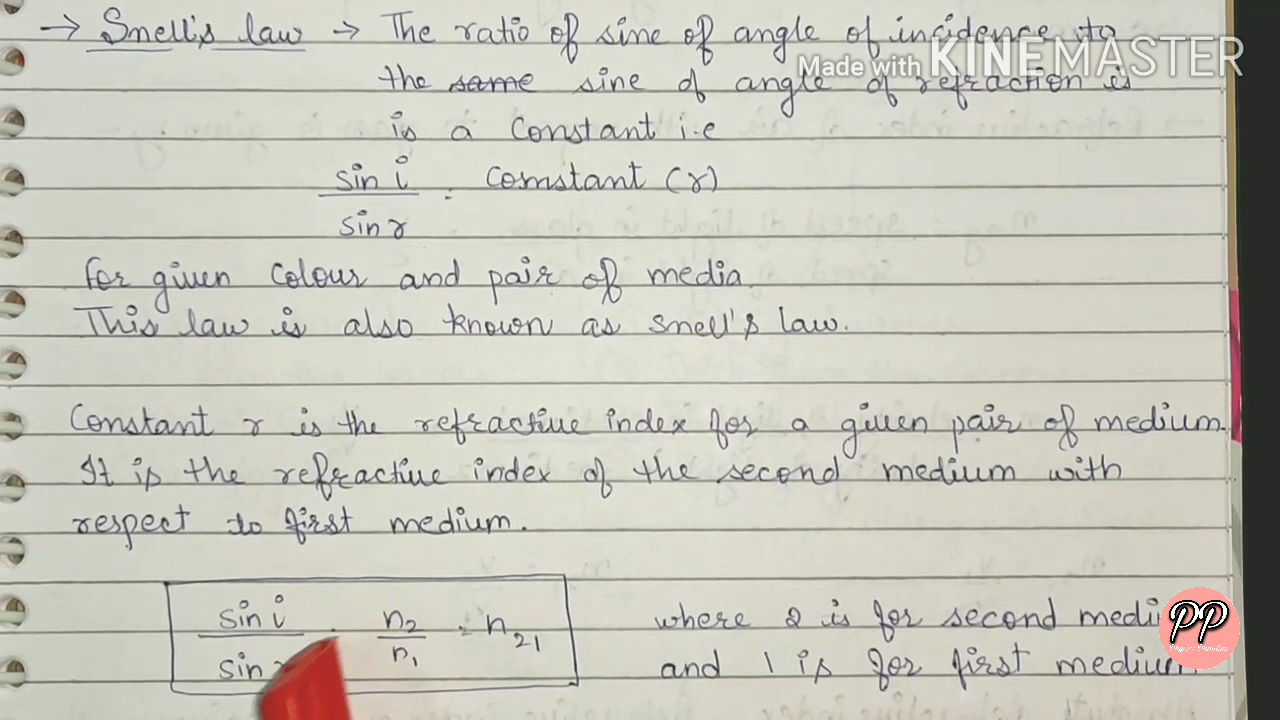 → Snell's law → The ratio of sine of angle of incidence to
Made with KINEMASTER
the same sine of angle of refraction is
is a constant i.e
sin i / sin r = constant (r)
for given colour and pair of media.
This law is also known as snell's law.
Constant r is the refractive index for a given pair of medium.
It is the refractive index of the second medium with
respect to first medium.
sin i / sin = n2 / n1 = n21
where 2 is for second medi
and 1 is for first medium
PP